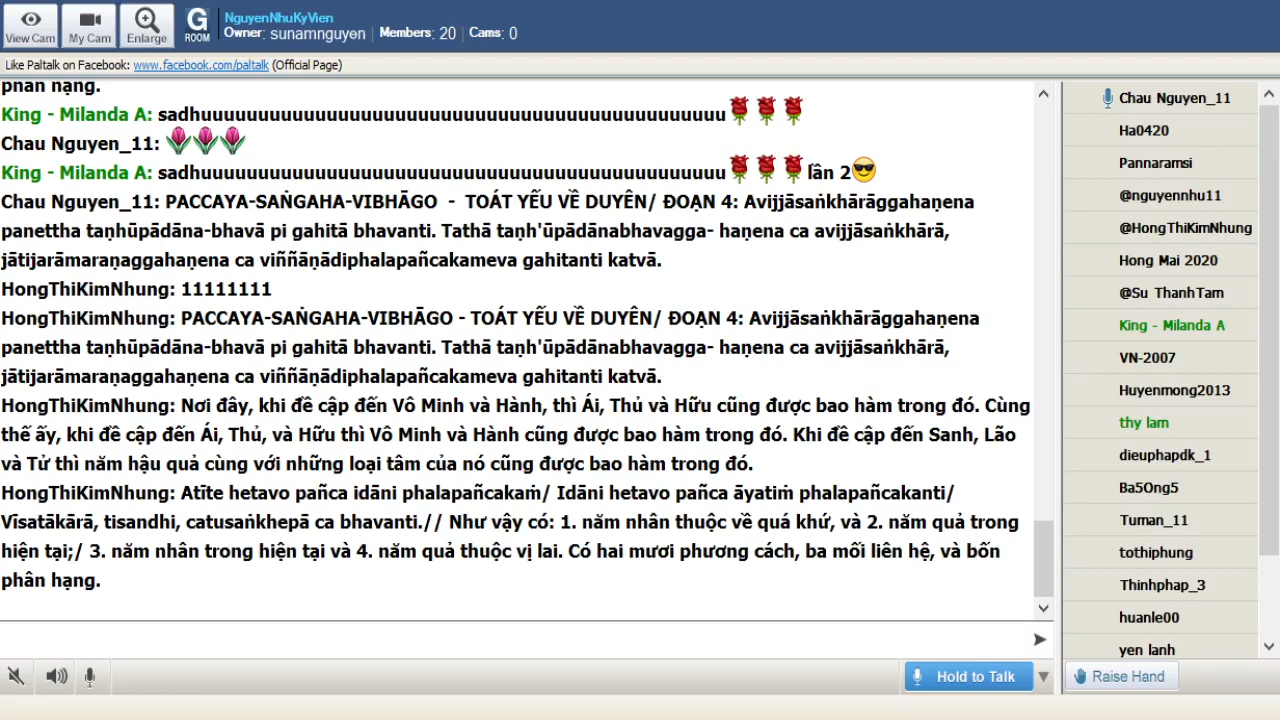 View Cam
My Cam
Enlarge
G
ROOM
NguyenNhuKyVien
Owner: sunamnguyen | Members: 20 | Cams: 0
Like Paltalk on Facebook: www.facebook.com/paltalk (Official Page)
phân hạng.
King - Milanda A: sadhuuuuuuuuuuuuuuuuuuuuuuuuuuuuuuuuuuuuuuuuuuuuuu
Chau Nguyen_11:
King - Milanda A: sadhuuuuuuuuuuuuuuuuuuuuuuuuuuuuuuuuuuuuuuuuuuuuuu lần 2
Chau Nguyen_11: PACCAYA-SAṄGAHA-VIBHĀGO - TOÁT YẾU VỀ DUYÊN/ ĐOẠN 4: Avijjāsaṅkhārāggahaṇena
panettha taṇhūpādāna-bhavā pi gahitā bhavanti. Tathā taṇh'ūpādānabhavagga- haṇena ca avijjāsaṅkhārā,
jātijarāmaraṇaggahaṇena ca viññāṇādiphalapañcakameva gahitanti katvā.
HongThiKimNhung: 11111111
HongThiKimNhung: PACCAYA-SAṄGAHA-VIBHĀGO - TOÁT YẾU VỀ DUYÊN/ ĐOẠN 4: Avijjāsaṅkhārāggahaṇena
panettha taṇhūpādāna-bhavā pi gahitā bhavanti. Tathā taṇh'ūpādānabhavagga- haṇena ca avijjāsaṅkhārā,
jātijarāmaraṇaggahaṇena ca viññāṇādiphalapañcakameva gahitanti katvā.
HongThiKimNhung: Nơi đây, khi đề cập đến Vô Minh và Hành, thì Ái, Thủ và Hữu cũng được bao hàm trong đó. Cùng
thế ấy, khi đề cập đến Ái, Thủ, và Hữu thì Vô Minh và Hành cũng được bao hàm trong đó. Khi đề cập đến Sanh, Lão
và Tử thì năm hậu quả cùng với những loại tâm của nó cũng được bao hàm trong đó.
HongThiKimNhung: Atīte hetavo pañca idāni phalapañcakaṁ/ Idāni hetavo pañca āyatiṁ phalapañcakanti/
Vīsatākārā, tisandhi, catusaṅkhepā ca bhavanti.// Như vậy có: 1. năm nhân thuộc về quá khứ, và 2. năm quả trong
hiện tại;/ 3. năm nhân trong hiện tại và 4. năm quả thuộc vị lai. Có hai mươi phương cách, ba mối liên hệ, và bốn
phân hạng.
Hold to Talk
Chau Nguyen_11
Ha0420
Pannaramsi
@nguyennhu11
@HongThiKimNhung
Hong Mai 2020
@Su ThanhTam
King - Milanda A
VN-2007
Huyenmong2013
thy lam
dieuphapdk_1
Ba5Ong5
Tuman_11
tothiphung
Thinhphap_3
huanle00
yen lanh
Raise Hand